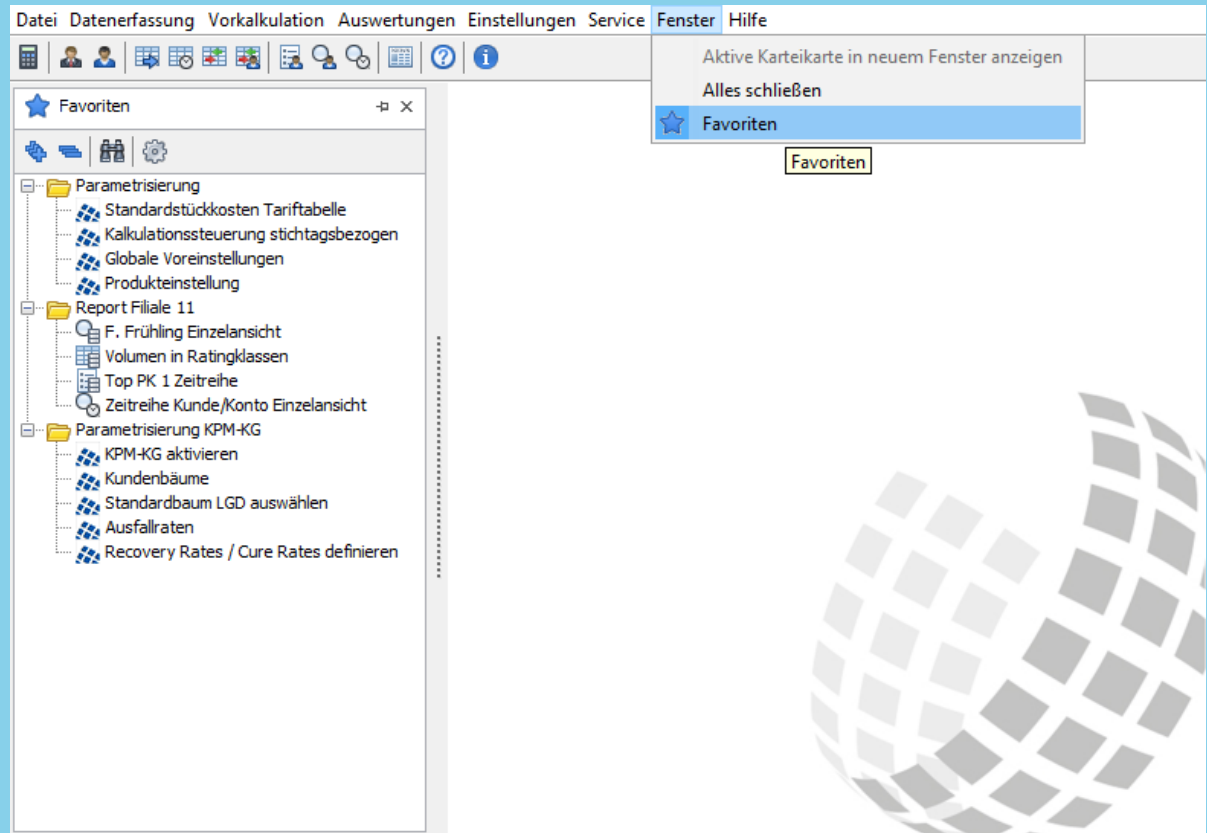 Datei Datenerfassung Vorkalkulation Auswertungen Einstellungen Service Fenster Hilfe
Aktive Karteikarte in neuem Fenster anzeigen
Alles schließen
Favoriten
Favoriten
Favoriten
Parametrisierung
Standardstückkosten Tariftabelle
Kalkulationssteuerung stichtagsbezogen
Globale Voreinstellungen
Produkteinstellung
Report Filiale 11
F. Frühling Einzelansicht
Volumen in Ratingklassen
Top PK 1 Zeitreihe
Zeitreihe Kunde/Konto Einzelansicht
Parametrisierung KPM-KG
KPM-KG aktivieren
Kundenbäume
Standardbaum LGD auswählen
Ausfallraten
Recovery Rates / Cure Rates definieren